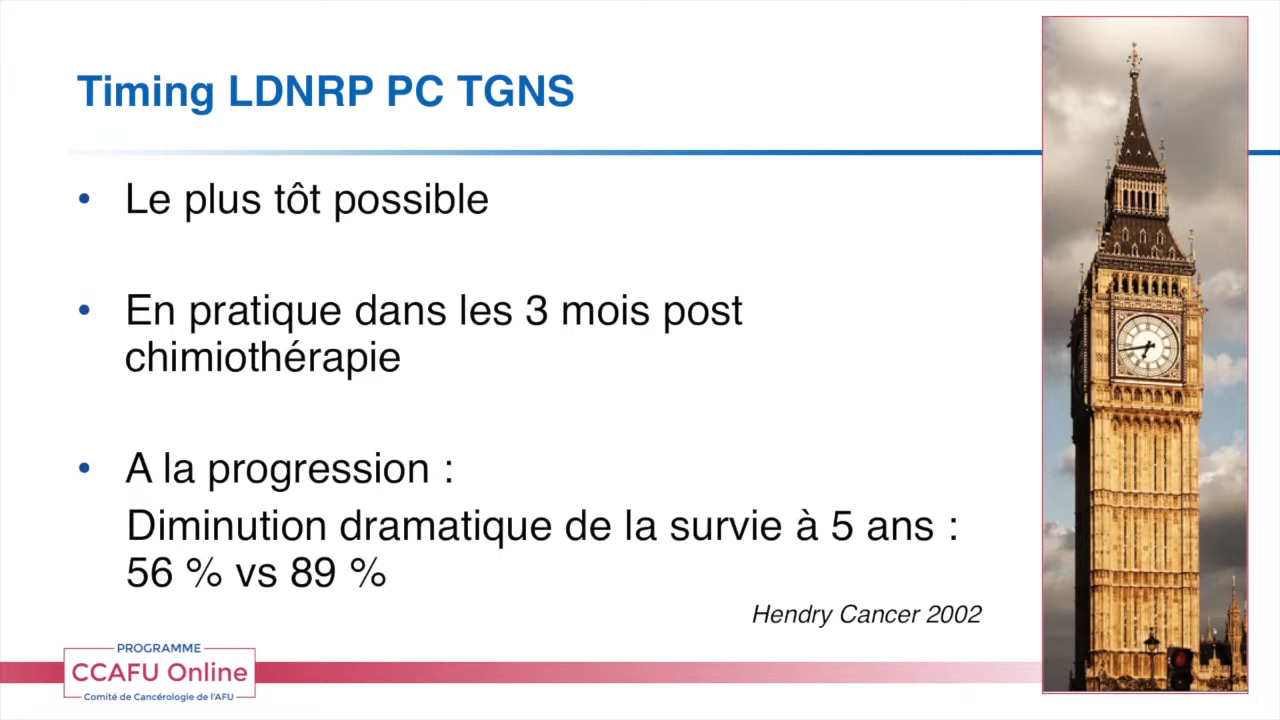 Timing LDNRP PC TGNS
• Le plus tôt possible
• En pratique dans les 3 mois post
chimiothérapie
• A la progression :
Diminution dramatique de la survie à 5 ans :
56 % vs 89 %
Hendry Cancer 2002
PROGRAMME
CCAFU Online
Comité de Cancérologie de l'AFU